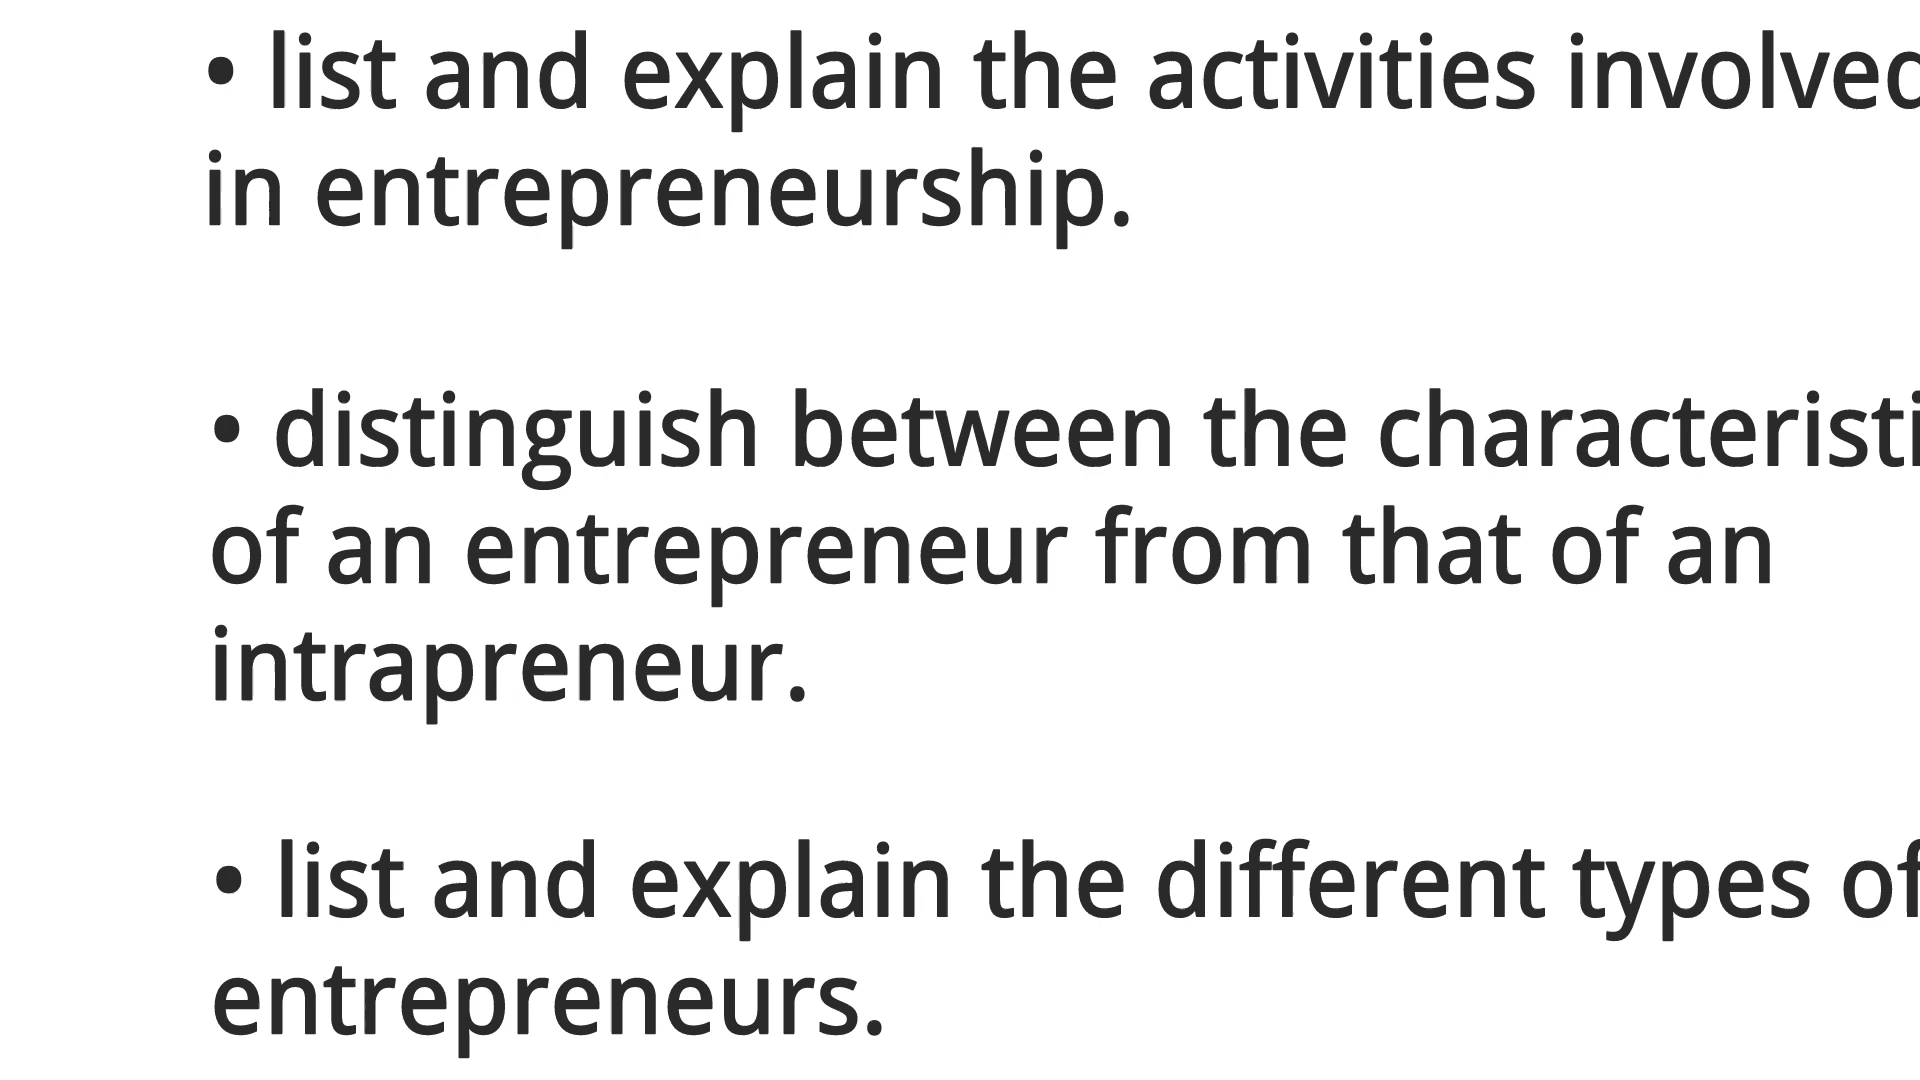 • list and explain the activities involved
in entrepreneurship.
• distinguish between the characteristi
of an entrepreneur from that of an
intrapreneur.
• list and explain the different types of
entrepreneurs.